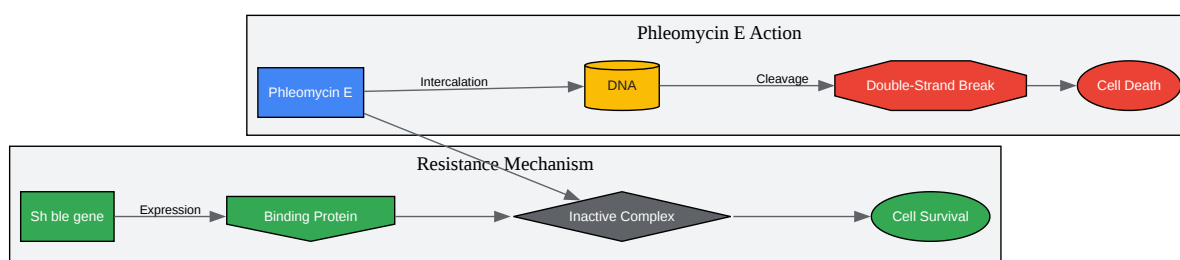 Phleomycin E Action
Phleomycin E
Intercalation
DNA
Cleavage
Double-Strand Break
Cell Death
Resistance Mechanism
Sh ble gene
Expression
Binding Protein
Inactive Complex
Cell Survival